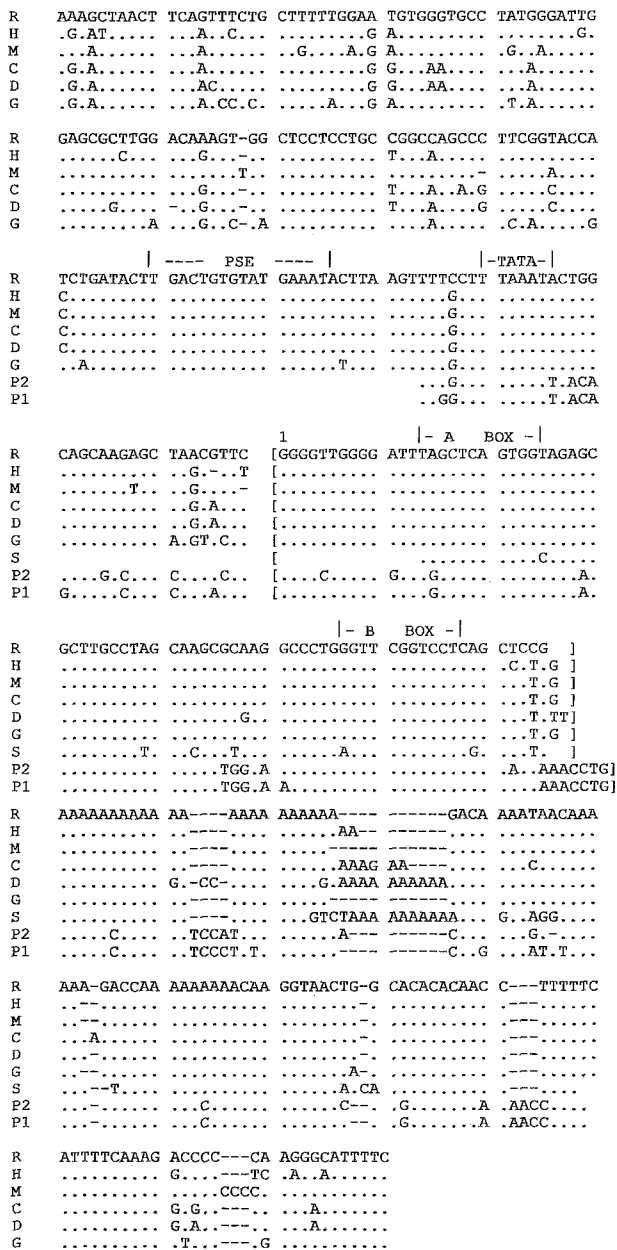 R AAAGCTAACT TCAGTTTCTG CTTTTTGGAA TGTGGGTGCC TATGGGATTG
H .G.AT..... ...A..C... .........G A......... ........G.
M .G.A...... ...A...... ..G...A.G A......... ..G..A....
C .G.A...... ...A...... .........G G...AA.... ....A.....
D .G.A...... ...AC..... .........G G...AA.... ....A.....
G .G.A...... ...A.CC.C. .....A...G A......... ..T.A.....
R GAGCGCTTGG ACAAAGT-GG CTCCTCCTGC CGGCCAGCCC TTCGGTACCA
H .....C.... ...G...-.. .......... T...A..... ..........
M .......... .......T.. .......... ........-. ......A...
C .......... ...G...-.. .......... T...A..A.G ......C...
D ....G..... -..G...-.. .......... T...A....G ......C...
G ........A ...G..C-.A .......... ....A..... ..C.A....G
| ---- PSE ---- | |-TATA-|
R TCTGATACTT GACTGTGTAT GAAATACTTA AGTTTTCCTT TAAATACTGG
H C......... .......... .......... ......G... ..........
M C......... .......... .......... ......G... ..........
C C......... .......... .......... ......G... ..........
D C......... .......... .......... ......G... ..........
G ..A....... .......... ......T... ......G... ..........
P2 ...G... .....T.ACA
P1 ..GG... .....T.ACA
1 |- A BOX -|
R CAGCAAGAGC TAACGTTC [GGGGTTGGGG ATTTAGCTCA GTGGTAGAGC
H .......... ..G.-..T [.......... .......... ..........
M ......T... ..G....- [.......... .......... ..........
C .......... ..G.A... [.......... .......... ..........
D .......... ..G.A... [.......... .......... ..........
G .......... A.GT.C.. [.......... .......... ..........
S [ ....... ....C.....
P2 ...G.C... C...C.. [....C..... G...G..... ........A.
P1 G....C.... C...A... [.......... ....G..... ........A.
|- B BOX -|
R GCTTGCCTAG CAAGCGCAAG GCCCTGGGTT CGGTCCTCAG CTCCG ]
H .......... .......... .......... .......... ..C.T.G ]
M .......... .......... .......... .......... ...T.G ]
C .......... .......... .......... .......... ...T.G ]
D .......... .......G.. .......... .......... ...T.TT]
G .......... .......... .......... .......... ...T.G ]
S .......T.. ..C...T... ......A... ........G. ...T. ]
P2 .......... ....TGG.A. .......... .......... ..A..AAACCTG]
P1 .......... ....TGG.A A......... .......... .....AAACCTG]
R AAAAAAAAAA AA----AAAA AAAAAA---- ------GACA AAATAACAAA
H .......... ..----.... ......AA-- ------.... ..........
M .......... ..----.... .....----- ------.... ..........
C .......... ..----.... ......AAAG AA----.... ....C.....
D .......... G.-CC-.... ....G.AAAA AAAAAA.... ..........
G .......... ..----.... ....------ ------.... ..........
S .......... ..----.... ...GTCTAAA AAAAAAA... .G..AGG...
P2 ....C..... ..TCCAT... ......A--- ------C... ...G.-....
P1 ....C..... ..TCCCT.T. ......---- ------C..G ...AT.T...
R AAA-GACCAA AAAAAAACAA GGTAACTG-G CACACACAAC C---TTTTTC
H ..--...... .......... ........-. .......... .---......
M ..--...... .......... ........-. .......... .---......
C ...A...... .......... ........-. .......... .---......
D ...-...... .......... ........-. .......... .---......
G ..--...... .......... .......A-. .......... .---......
S ...--T.... .......... ......A.CA .......... .---.....
P2 ...-...... ...C...... ......C--. ..G......A .AACC....
P1 ...-...... ...C...... ........-. ..G......A .AACC....
R ATTTTCAAAG ACCCC---CA AGGGCATTTTC
H .......... G....---TC ..A..A.....
M .......... .....CCCC. ...........
C .......... G.G..---.. ....A......
D .......... G.A..---.. ....A......
G .......... .T...---.G ...........